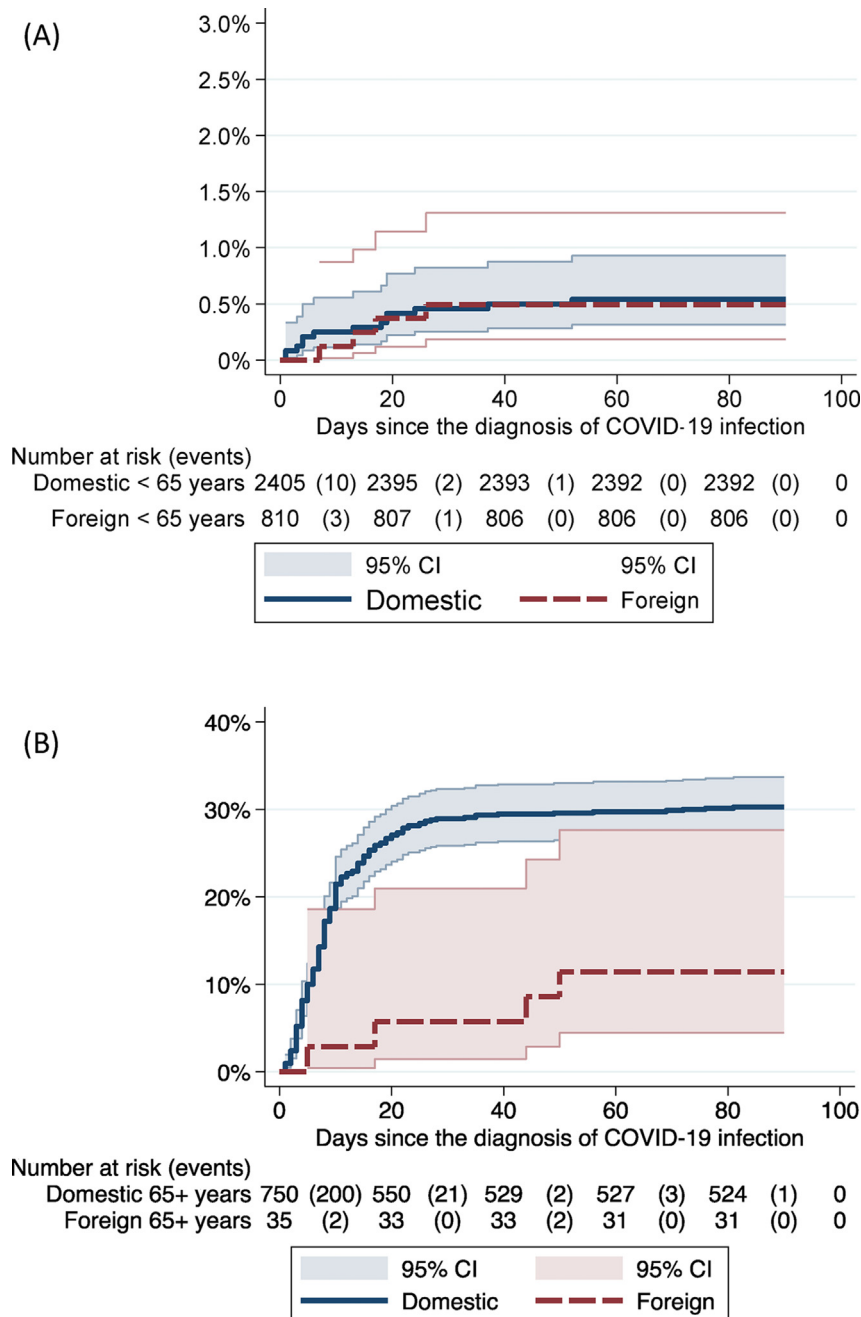 (A)
3.0%
2.5%
2.0%
1.5%
1.0%
0.5%
0%
0 20 40 60 80 100
Days since the diagnosis of COVID-19 infection
Number at risk (events)
Domestic < 65 years 2405 (10) 2395 (2) 2393 (1) 2392 (0) 2392 (0) 0
Foreign < 65 years 810 (3) 807 (1) 806 (0) 806 (0) 806 (0) 0
95% CI 95% CI
Domestic Foreign
(B)
40%
30%
20%
10%
0%
0 20 40 60 80 100
Days since the diagnosis of COVID-19 infection
Number at risk (events)
Domestic 65+ years 750 (200) 550 (21) 529 (2) 527 (3) 524 (1) 0
Foreign 65+ years 35 (2) 33 (0) 33 (2) 31 (0) 31 (0) 0
95% CI 95% CI
Domestic Foreign